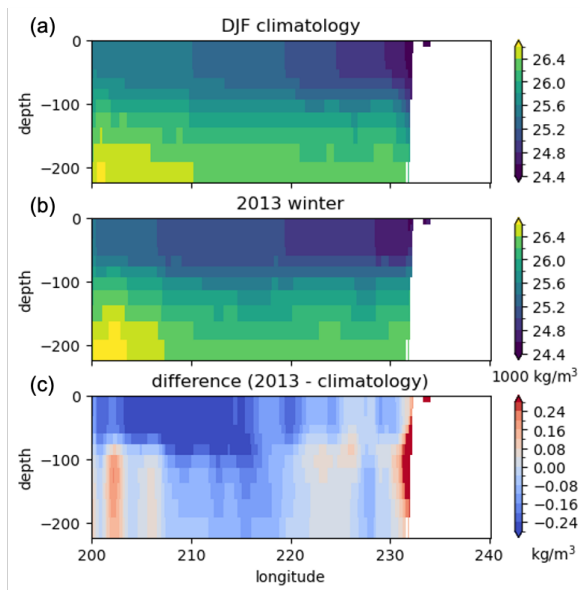 (a) DJF climatology
0
−100
−200
depth
26.4
26.0
25.6
25.2
24.8
24.4
(b) 2013 winter
0
−100
−200
depth
26.4
26.0
25.6
25.2
24.8
24.4
1000 kg/m³
(c) difference (2013 - climatology)
0
−100
−200
depth
0.24
0.16
0.08
0.00
−0.08
−0.16
−0.24
kg/m³
200 210 220 230 240
longitude